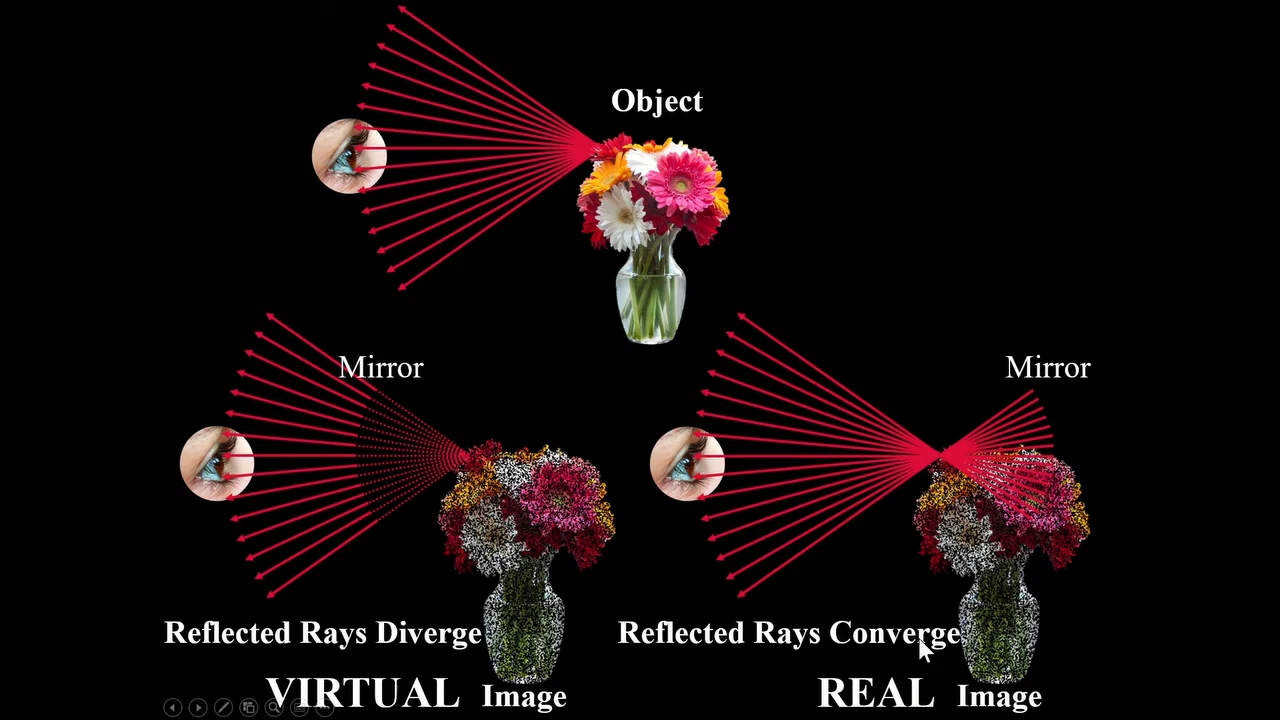 Object
Mirror
Mirror
Reflected Rays Diverge
Reflected Rays Converge
VIRTUAL Image
REAL Image